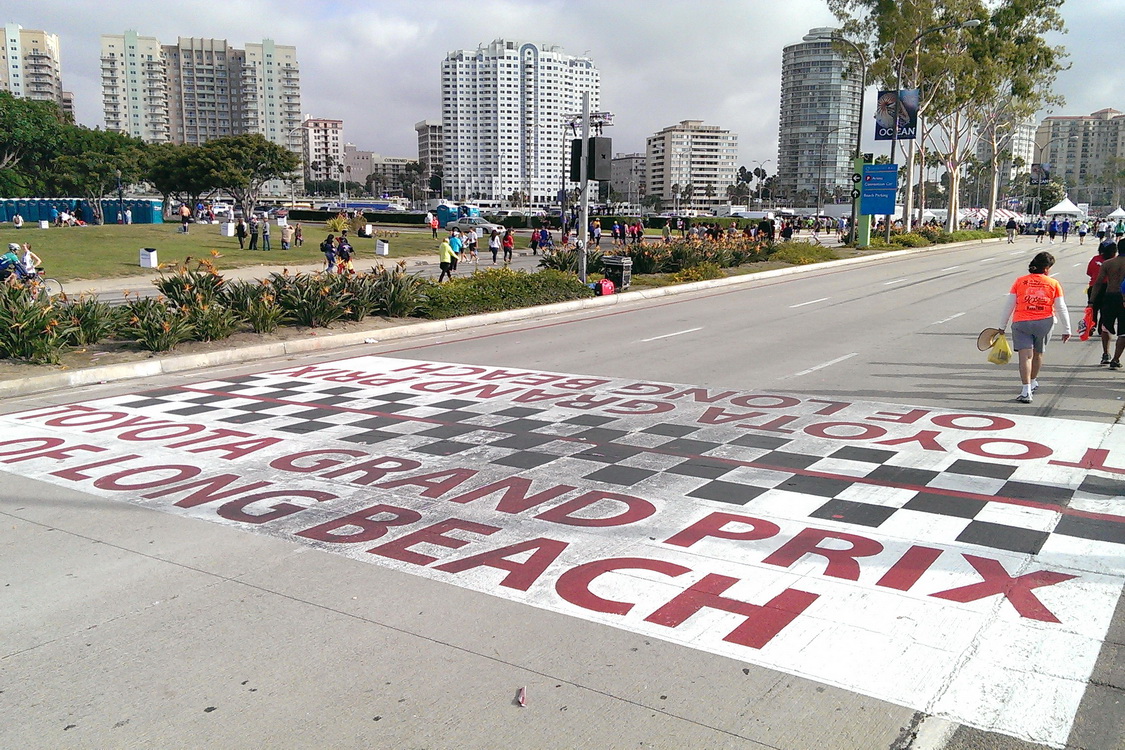 OCEAN
TOYOTA GRAND PRIX
OF LONG BEACH
TOYOTA GRAND PRIX
OF LONG BEACH